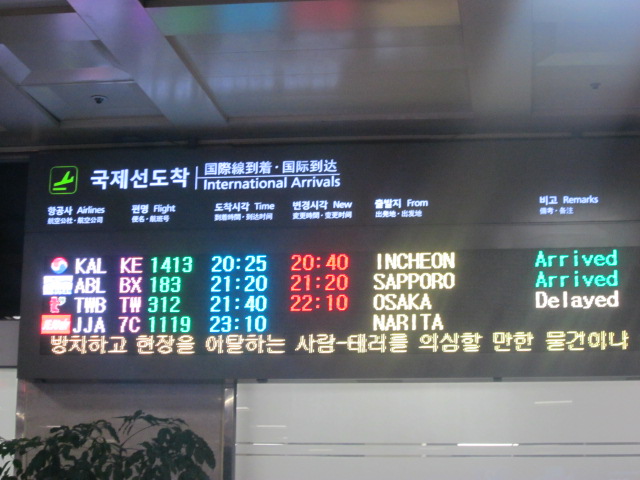 국제선도착 国際線到着·国际到达
International Arrivals
항공사 Airlines 편명 Flight 도착시각 Time 변경시각 New 출발지 From 비고 Remarks
航空会社·航空公司 便名·航班号 到着時間·到达时间 変更時間·变更时间 出発地·出发地 備考·备注
KAL KE 1413 20:25 20:40 INCHEON Arrived
ABL BX 183 21:20 21:20 SAPPORO Arrived
TWB TW 312 21:40 22:10 OSAKA Delayed
JJA 7C 1119 23:10 NARITA
방치하고 현장을 이탈하는 사람-테러를 의심할 만한 물건이나